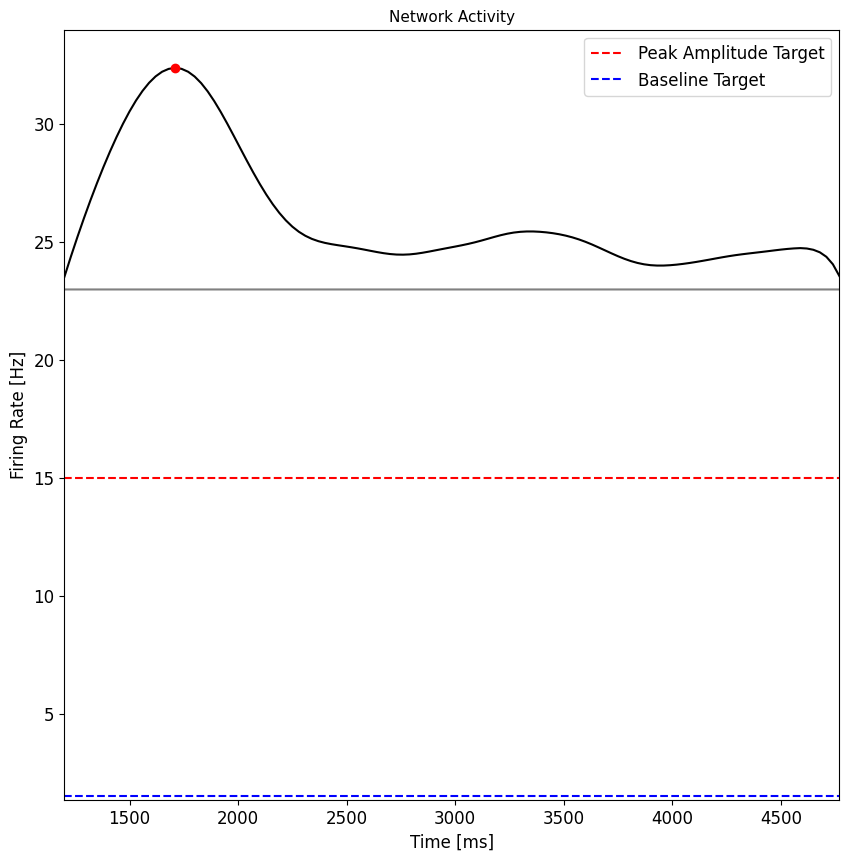 Network Activity
Peak Amplitude Target
Baseline Target
Firing Rate [Hz]
30
25
20
15
10
5
1500 2000 2500 3000 3500 4000 4500
Time [ms]